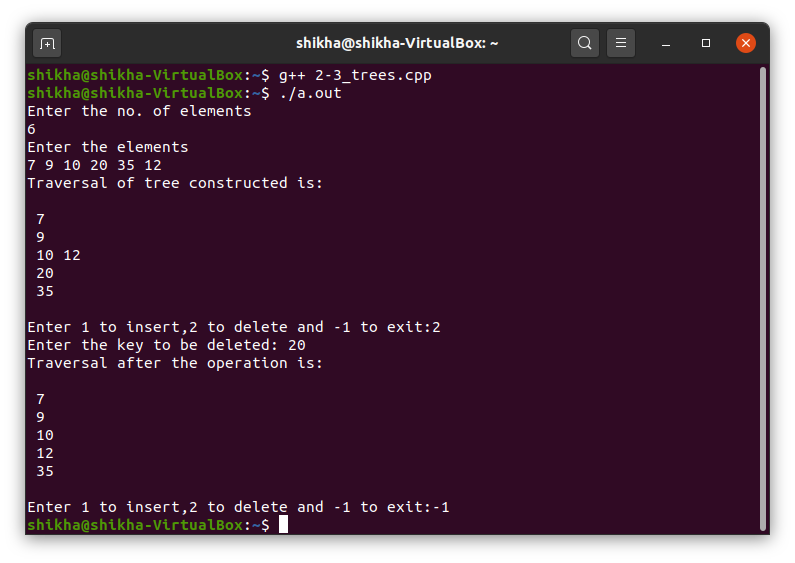 shikha@shikha-VirtualBox: ~
shikha@shikha-VirtualBox:~$ g++ 2-3_trees.cpp
shikha@shikha-VirtualBox:~$ ./a.out
Enter the no. of elements
6
Enter the elements
7 9 10 20 35 12
Traversal of tree constructed is:
7
9
10 12
20
35
Enter 1 to insert,2 to delete and -1 to exit:2
Enter the key to be deleted: 20
Traversal after the operation is:
7
9
10
12
35
Enter 1 to insert,2 to delete and -1 to exit:-1
shikha@shikha-VirtualBox:~$